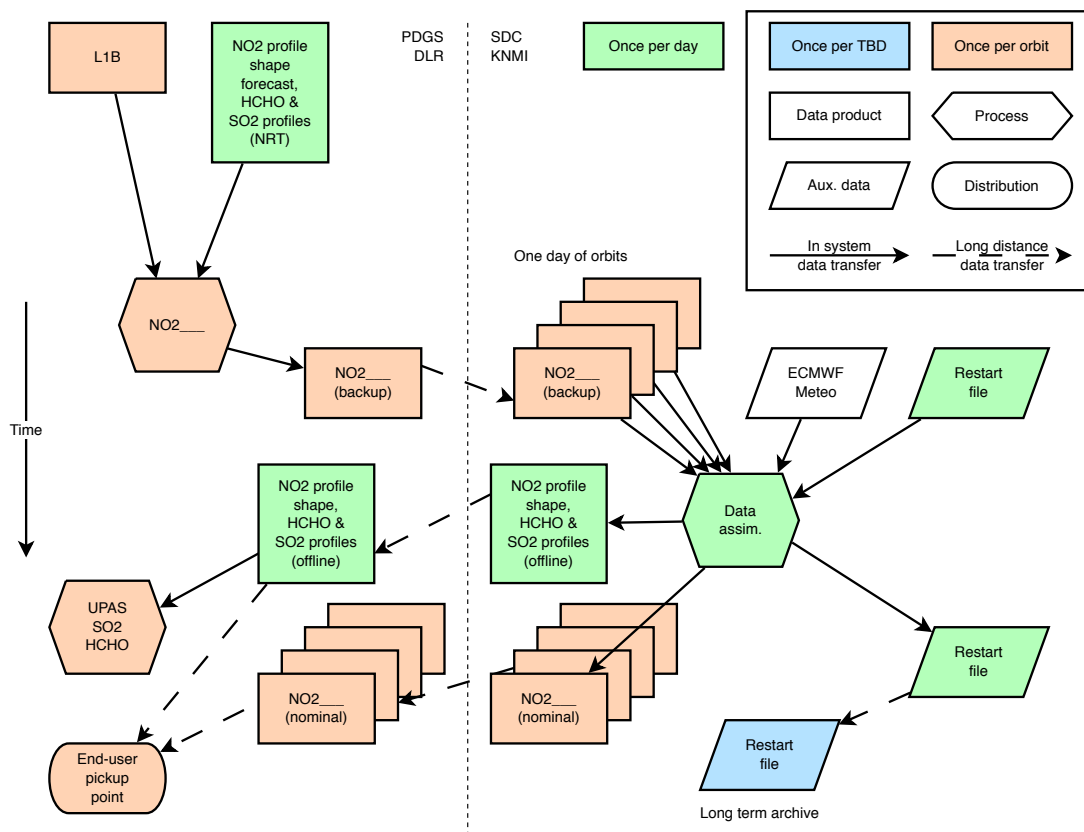 L1B
NO2 profile
shape
forecast,
HCHO &
SO2 profiles
(NRT)
PDGS
DLR
SDC
KNMI
Once per day
Once per TBD
Once per orbit
Data product
Process
Aux. data
Distribution
In system
data transfer
Long distance
data transfer
One day of orbits
NO2___
NO2___
(backup)
NO2___
(backup)
ECMWF
Meteo
Restart
file
Time
NO2 profile
shape,
HCHO &
SO2 profiles
(offline)
NO2 profile
shape,
HCHO &
SO2 profiles
(offline)
Data
assim.
UPAS
SO2
HCHO
NO2___
(nominal)
NO2___
(nominal)
Restart
file
End-user
pickup
point
Restart
file
Long term archive